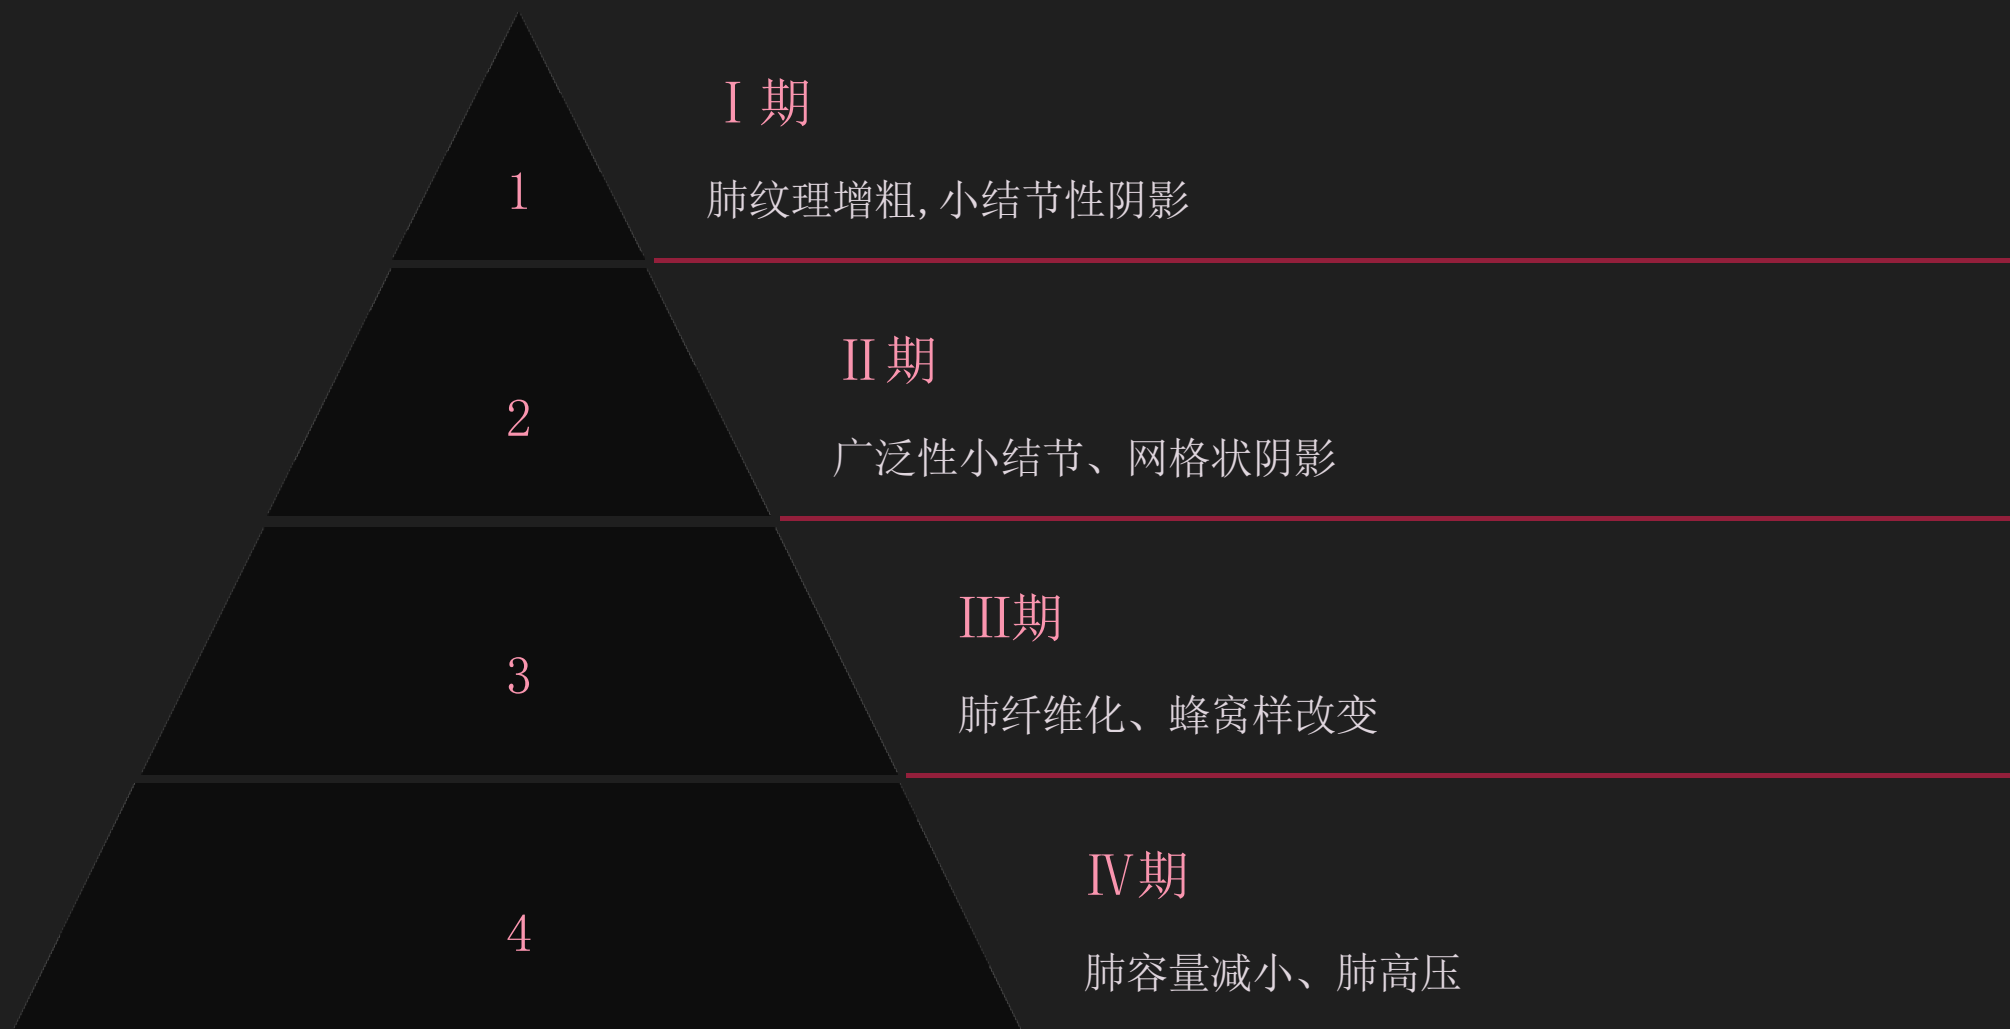 1
Ⅰ 期
肺纹理增粗,小结节性阴影
2
Ⅱ期
广泛性小结节、网格状阴影
3
Ⅲ期
肺纤维化、蜂窝样改变
4
Ⅳ期
肺容量减小、肺高压